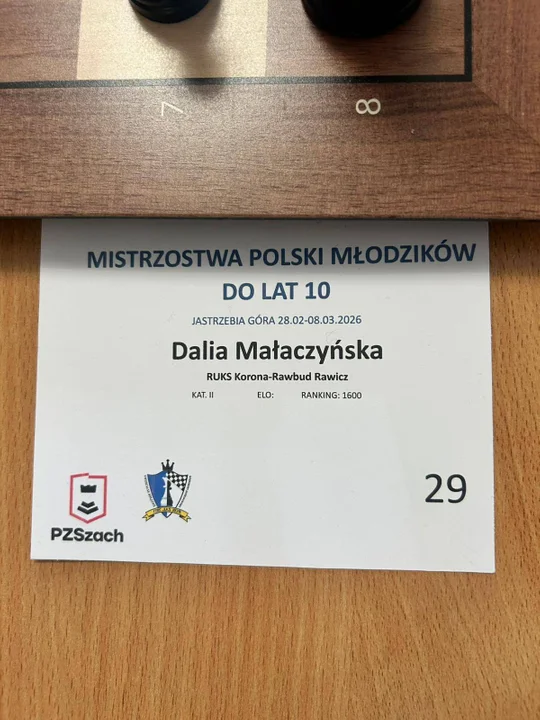 7 8
MISTRZOSTWA POLSKI MŁODZIKÓW
DO LAT 10
JASTRZEBIA GÓRA 28.02-08.03.2026
Dalia Małaczyńska
RUKS Korona-Rawbud Rawicz
KAT. II ELO: RANKING: 1600
PZSzach
29